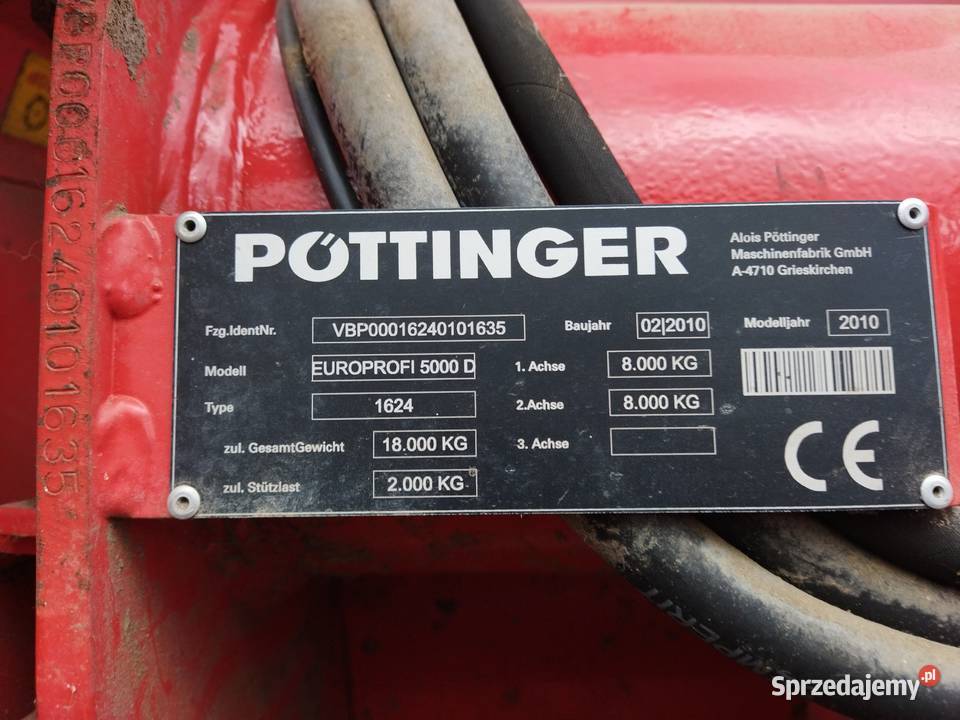 VBP00016240101635
PÖTTINGER
Alois Pöttinger
Maschinenfabrik GmbH
A-4710 Grieskirchen
Fzg.IdentNr. VBP00016240101635 Baujahr 02|2010 Modelljahr 2010
Modell EUROPROFI 5000 D 1. Achse 8.000 KG
Type 1624 2.Achse 8.000 KG
zul. GesamtGewicht 18.000 KG 3. Achse
zul. Stützlast 2.000 KG
CE
Sprzedajemy.pl